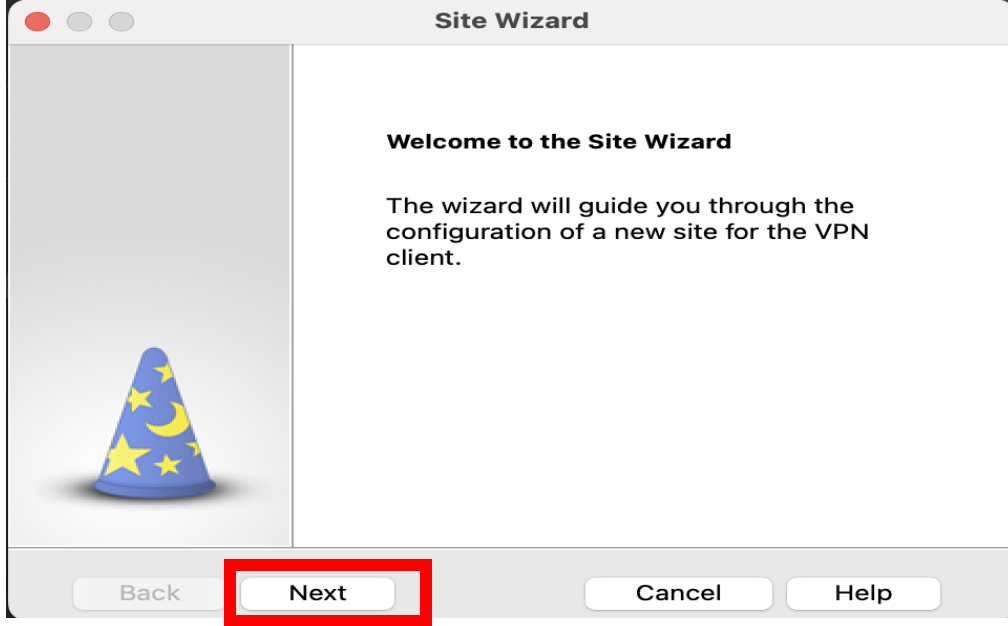 Site Wizard
Welcome to the Site Wizard
The wizard will guide you through the
configuration of a new site for the VPN
client.
Back
Next
Cancel
Help